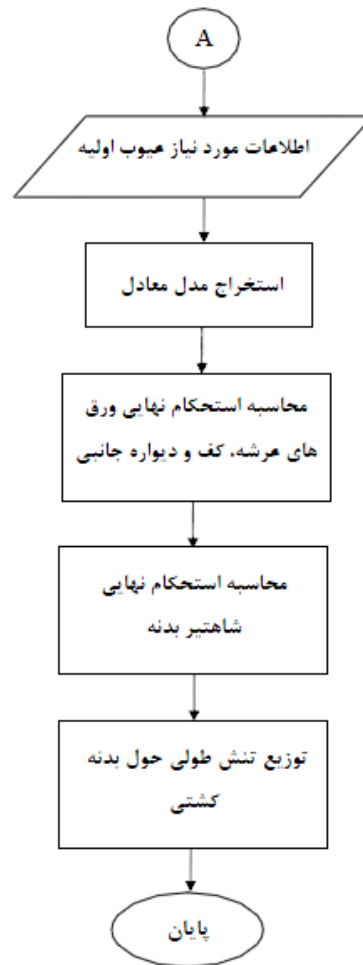 A
اطلاعات مورد نیاز عیوب اولیه
استخراج مدل معادل
محاسبه استحکام نهایی ورق
های عرشه، کف و دیواره جانبی
محاسبه استحکام نهایی
شاهتیر بدنه
توزیع تنش طولی حول بدنه
کشتی
پایان